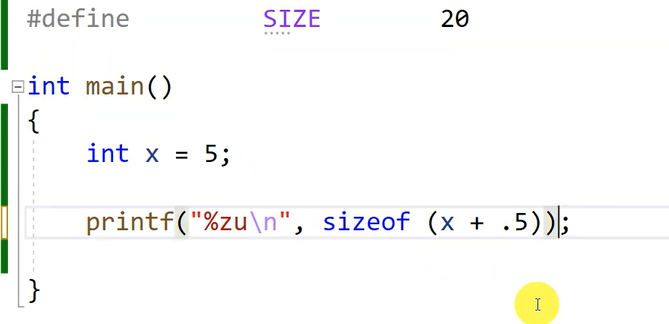 #define SIZE 20
int main()
{
int x = 5;
printf("%zu\n", sizeof (x + .5));
}